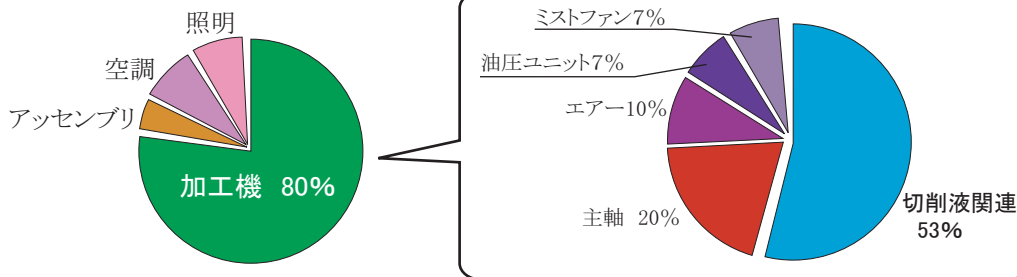 照明
空調
アッセンブリ
加工機 80%
ミストファン7%
油圧ユニット7%
エアー10%
主軸 20%
切削液関連
53%